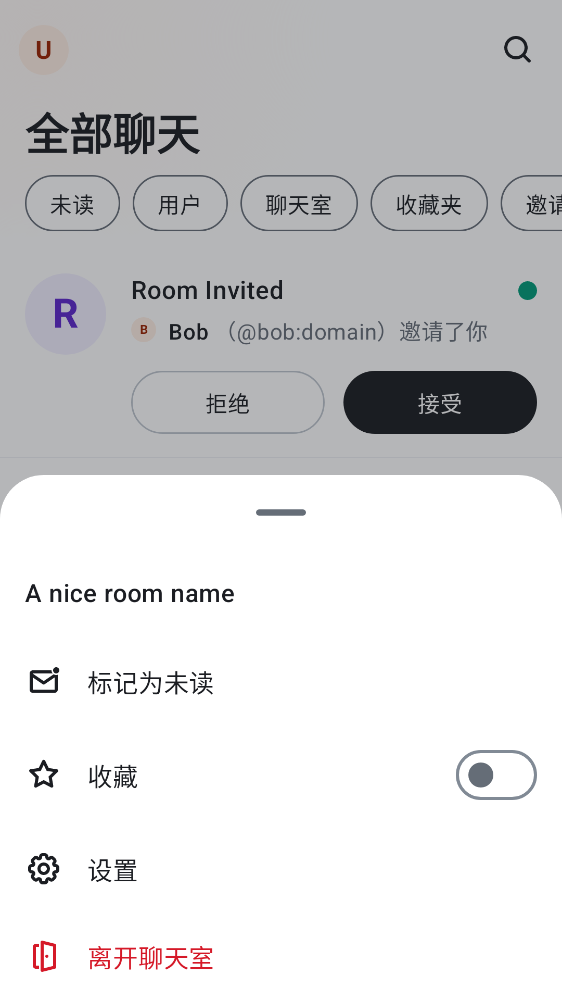 U
全部聊天
未读 用户 聊天室 收藏夹 邀请
R
Room Invited
B Bob （@bob:domain）邀请了你
拒绝 接受
A nice room name
标记为未读
收藏
设置
离开聊天室